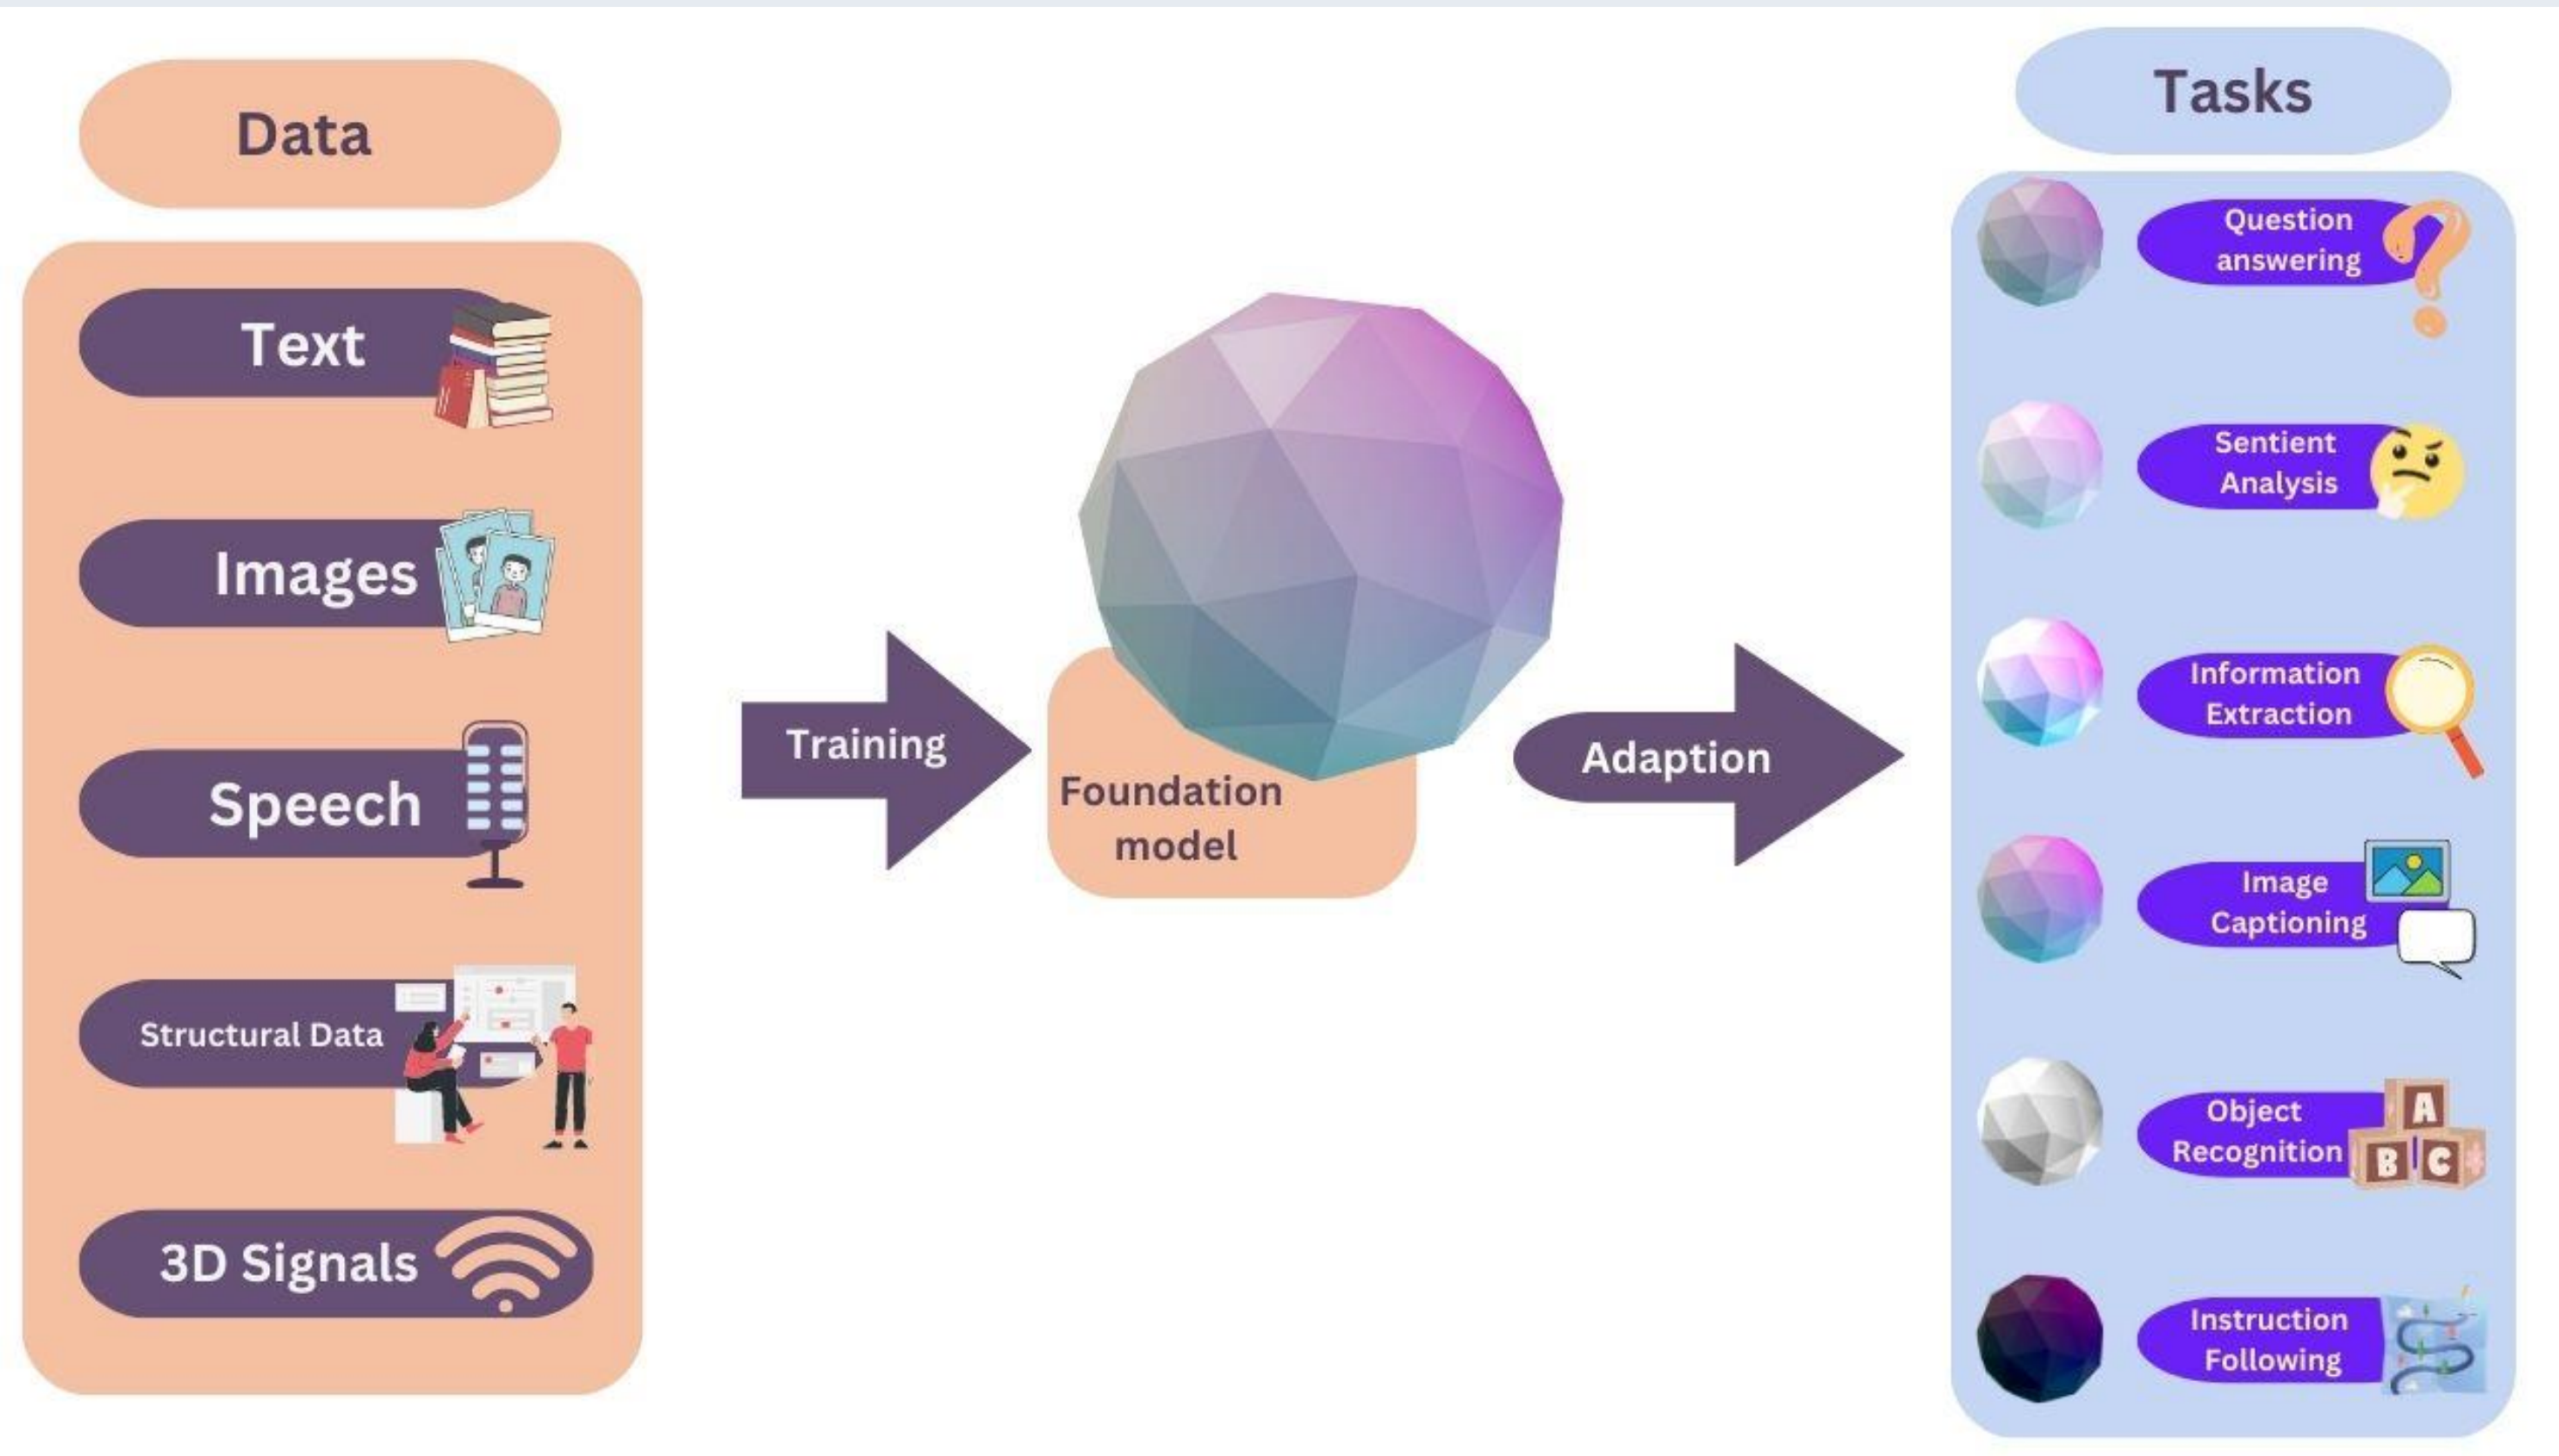 Data
Text
Images
Speech
Structural Data
3D Signals
Training
Foundation
model
Adaption
Tasks
Question
answering
Sentient
Analysis
Information
Extraction
Image
Captioning
Object
Recognition
A
B C
Instruction
Following